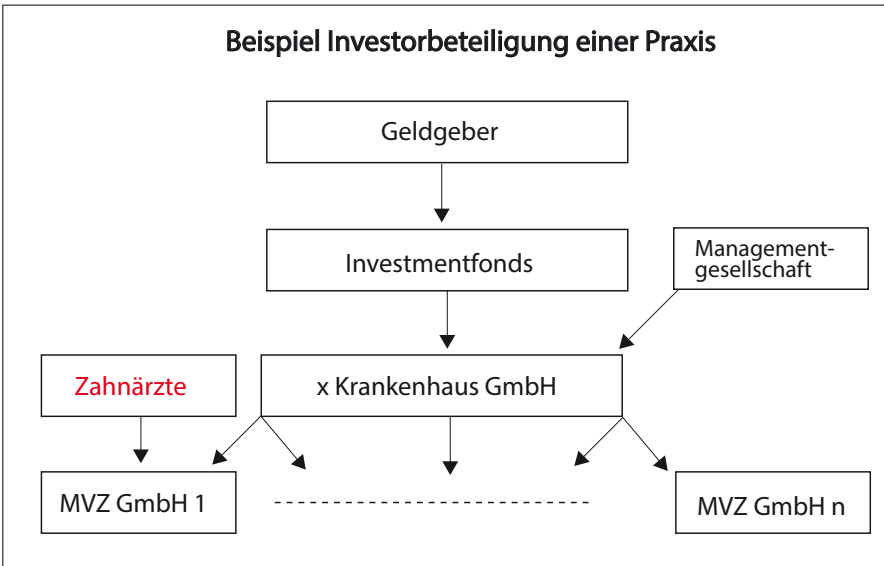 Beispiel Investorbeteiligung einer Praxis
Geldgeber
Investmentfonds
Management-
gesellschaft
Zahnärzte
x Krankenhaus GmbH
MVZ GmbH 1
MVZ GmbH n